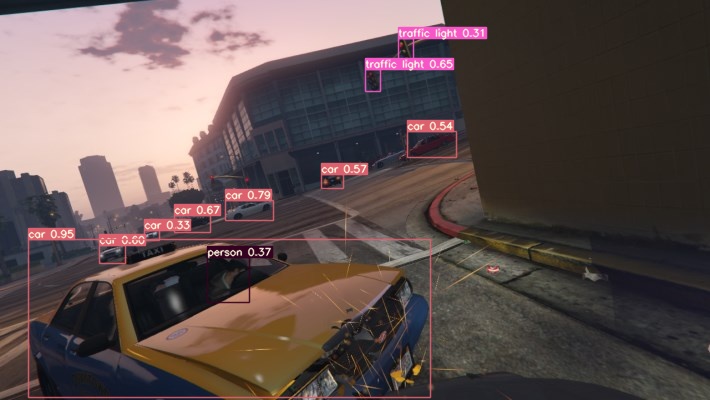 traffic light 0.31
traffic light 0.65
car 0.54
car 0.57
car 0.79
car 0.67
car 0.33
car 0.95
car 0.60
person 0.37
TAXI